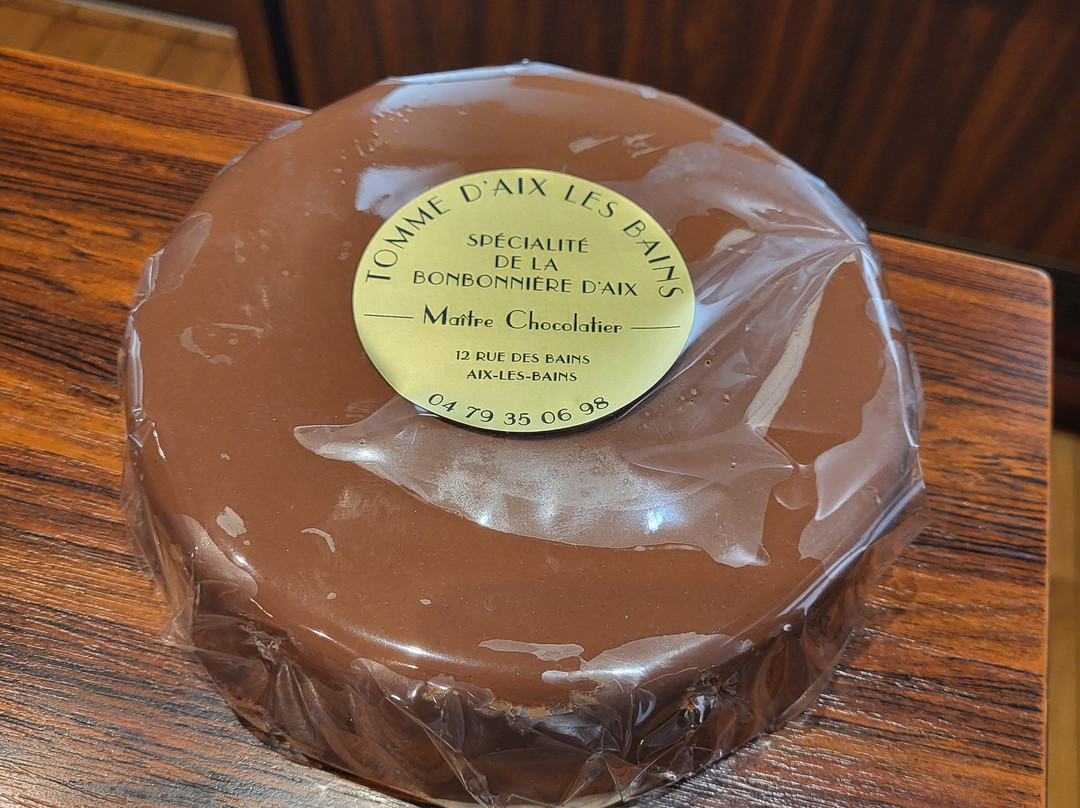 TOMME D'AIX LES BAINS
SPÉCIALITÉ
DE LA
BONBONNIÈRE D'AIX
Maître Chocolatier
12 RUE DES BAINS
AIX-LES-BAINS
04 79 35 06 98